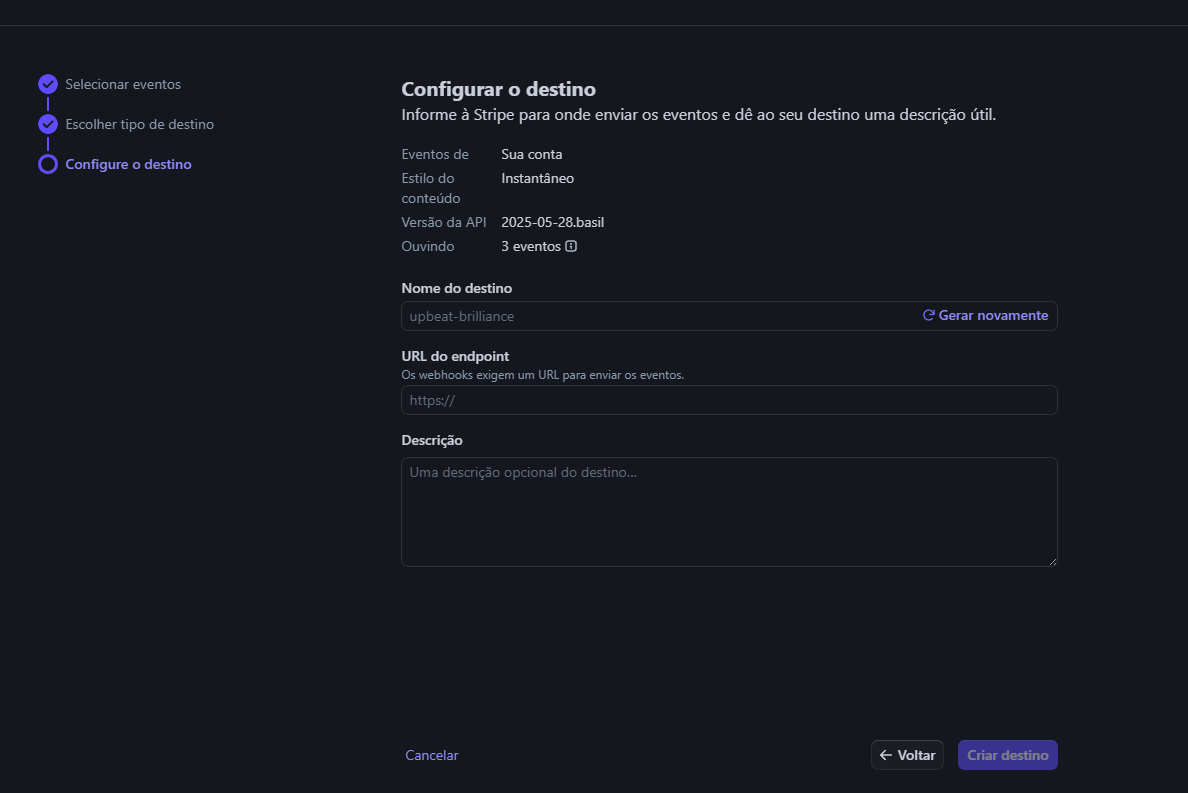 Selecionar eventos
Escolher tipo de destino
Configure o destino
Configurar o destino
Informe à Stripe para onde enviar os eventos e dê ao seu destino uma descrição útil.
Eventos de Sua conta
Estilo do Instantâneo
conteúdo
Versão da API 2025-05-28.basil
Ouvindo 3 eventos
Nome do destino
upbeat-brilliance Gerar novamente
URL do endpoint
Os webhooks exigem um URL para enviar os eventos.
https://
Descrição
Uma descrição opcional do destino...
Cancelar Voltar Criar destino